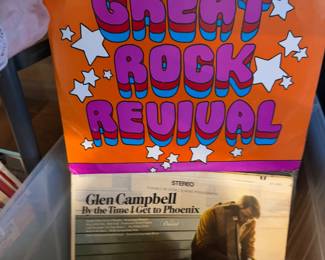 GREAT
ROCK
REVIVAL
STEREO
Glen Campbell
By the Time I Get to Phoenix